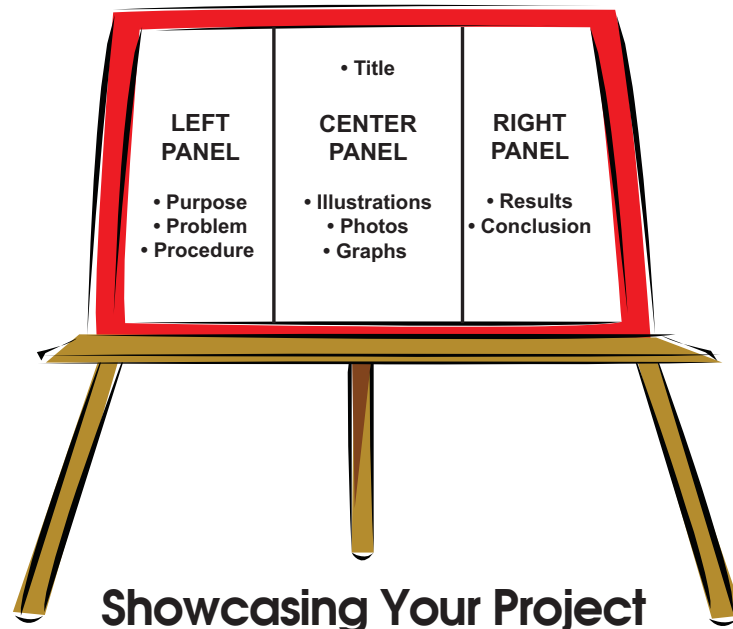 • Title
LEFT
PANEL
• Purpose
• Problem
• Procedure
CENTER
PANEL
• Illustrations
• Photos
• Graphs
RIGHT
PANEL
• Results
• Conclusion
Showcasing Your Project